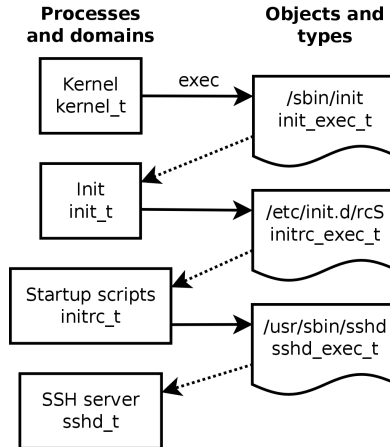 Processes
and domains
Objects and
types
Kernel
kernel_t
exec
/sbin/init
init_exec_t
Init
init_t
/etc/init.d/rcS
initrc_exec_t
Startup scripts
initrc_t
/usr/sbin/sshd
sshd_exec_t
SSH server
sshd_t